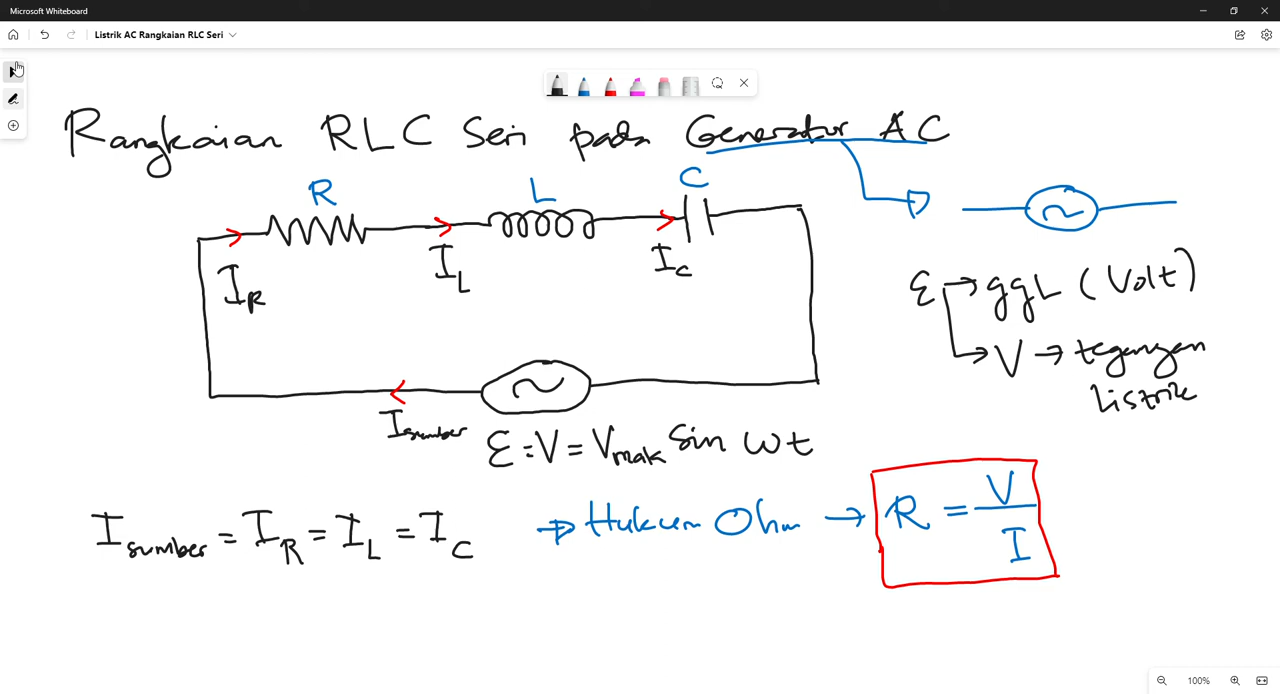 Microsoft Whiteboard
Listrik AC Rangkaian RLC Seri
Rangkaian RLC Seri pada Generator AC
R L C
I_R I_L I_C
ε → ggL (Volt)
V → tegangan
listrik
I_sumber
ε = V = V_mak sin ωt
I_sumber = I_R = I_L = I_C
⇒ Hukum Ohm → R = V/I
100%